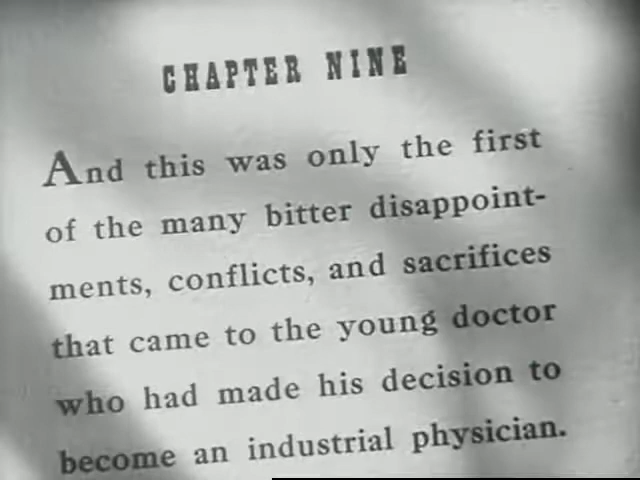 CHAPTER NINE
And this was only the first
of the many bitter disappoint-
ments, conflicts, and sacrifices
that came to the young doctor
who had made his decision to
become an industrial physician.